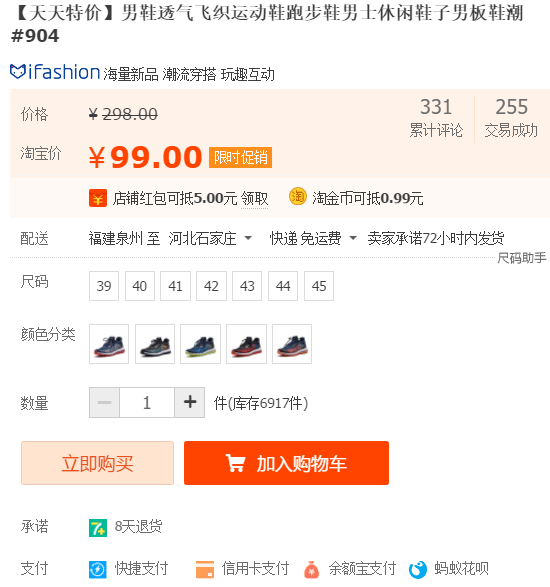 【天天特价】男鞋透气飞织运动鞋跑步鞋男士休闲鞋子男板鞋潮
#904
iFashion 海量新品 潮流穿搭 玩趣互动
价格 ¥ 298.00
331 255
累计评论 交易成功
淘宝价 ¥ 99.00 限时促销
¥ 店铺红包可抵5.00元 领取 淘 淘金币可抵0.99元
配送 福建泉州 至 河北石家庄 快递 免运费 卖家承诺72小时内发货
尺码助手
尺码 39 40 41 42 43 44 45
颜色分类
数量 − 1 + 件(库存6917件)
立即购买 加入购物车
承诺 7+ 8天退货
支付 快捷支付 信用卡支付 余额宝支付 蚂蚁花呗